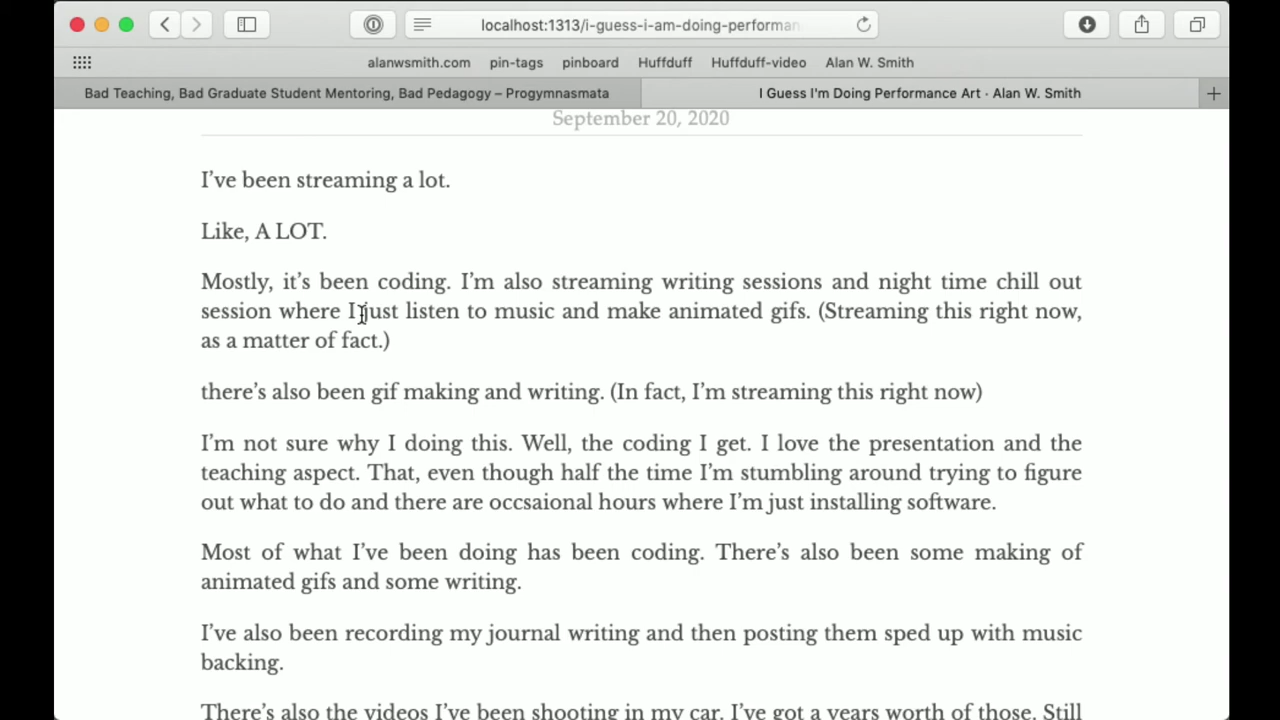 localhost:1313/i-guess-i-am-doing-performan
alanwsmith.com pin-tags pinboard Huffduff Huffduff-video Alan W. Smith
Bad Teaching, Bad Graduate Student Mentoring, Bad Pedagogy – Progymnasmata
I Guess I'm Doing Performance Art · Alan W. Smith
September 20, 2020
I've been streaming a lot.
Like, A LOT.
Mostly, it's been coding. I'm also streaming writing sessions and night time chill out
session where I just listen to music and make animated gifs. (Streaming this right now,
as a matter of fact.)
there's also been gif making and writing. (In fact, I'm streaming this right now)
I'm not sure why I doing this. Well, the coding I get. I love the presentation and the
teaching aspect. That, even though half the time I'm stumbling around trying to figure
out what to do and there are occsaional hours where I'm just installing software.
Most of what I've been doing has been coding. There's also been some making of
animated gifs and some writing.
I've also been recording my journal writing and then posting them sped up with music
backing.
There's also the videos I've been shooting in my car. I've got a years worth of those. Still